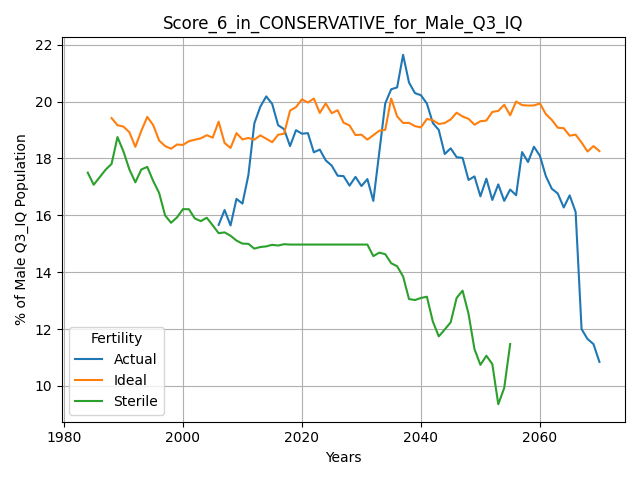 Score_6_in_CONSERVATIVE_for_Male_Q3_IQ
% of Male Q3_IQ Population
22
20
18
16
14
12
10
Fertility
Actual
Ideal
Sterile
1980 2000 2020 2040 2060
Years